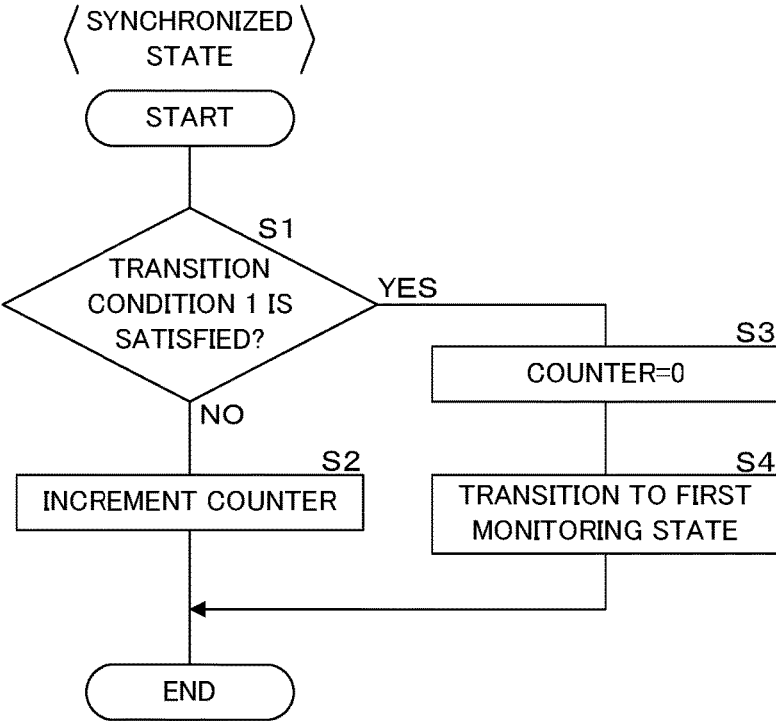 SYNCHRONIZED
STATE
START
S1
TRANSITION
CONDITION 1 IS
SATISFIED?
YES
NO
S3
COUNTER=0
S2
INCREMENT COUNTER
S4
TRANSITION TO FIRST
MONITORING STATE
END